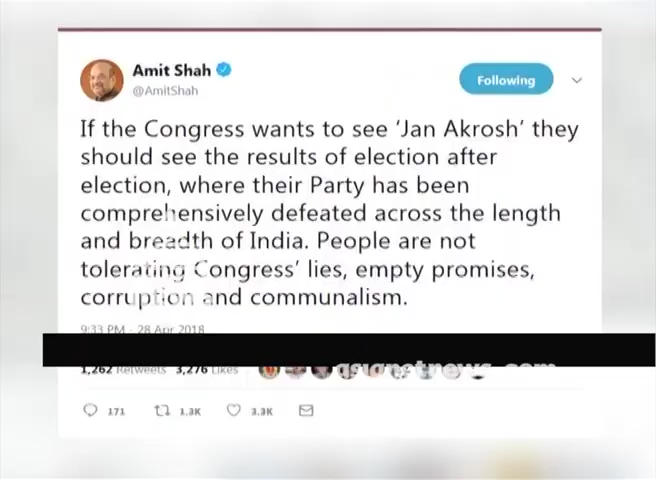 Amit Shah
@AmitShah
Following
If the Congress wants to see ‘Jan Akrosh’ they
should see the results of election after
election, where their Party has been
comprehensively defeated across the length
and breadth of India. People are not
tolerating Congress’ lies, empty promises,
corruption and communalism.
9:33 PM - 28 Apr 2018
1,262 Retweets 3,276 Likes
asianetnews.com
171 1.3K 3.3K